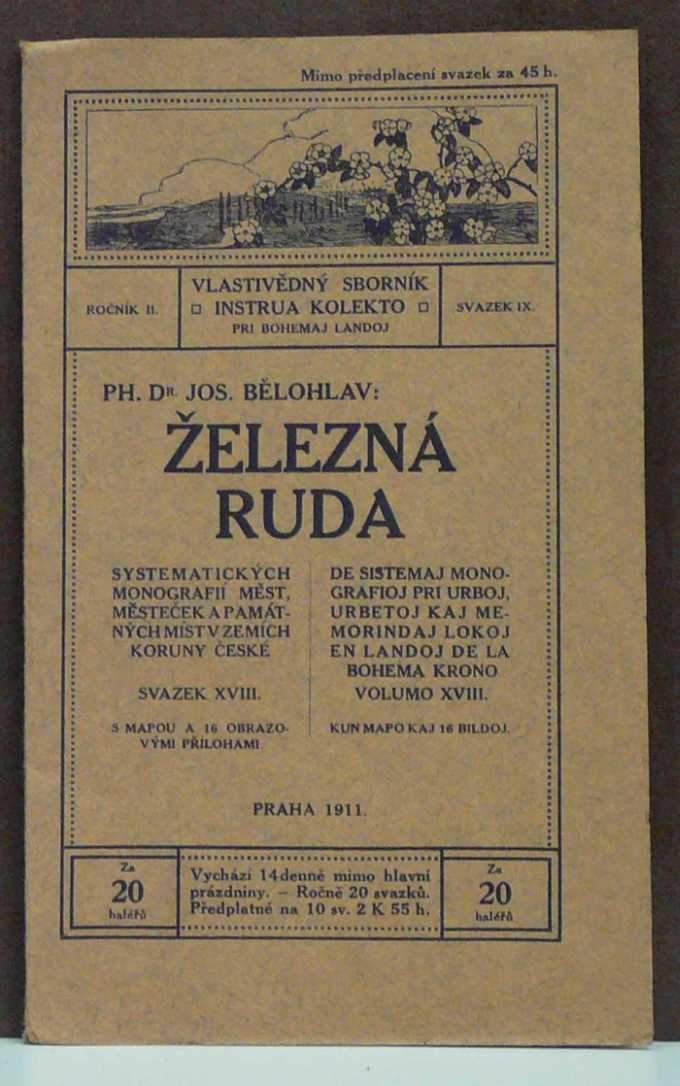 Mimo předplacení svazek za 45 h.
ROČNÍK II.
VLASTIVĚDNÝ SBORNÍK
INSTRUA KOLEKTO
PRI BOHEMAJ LANDOJ
SVAZEK IX.
PH. DR. JOS. BĚLOHLAV:
ŽELEZNÁ
RUDA
SYSTEMATICKÝCH
MONOGRAFIÍ MĚST,
MĚSTEČEK A PAMÁT-
NÝCH MÍST V ZEMÍCH
KORUNY ČESKÉ
SVAZEK XVIII.
S MAPOU A 16 OBRAZO-
VÝMI PŘÍLOHAMI.
DE SISTEMAJ MONO-
GRAFIOJ PRI URBOJ,
URBETOJ KAJ ME-
MORINDAJ LOKOJ
EN LANDOJ DE LA
BOHEMA KRONO
VOLUMO XVIII.
KUN MAPO KAJ 16 BILDOJ.
PRAHA 1911.
Za
20
haléřů
Vychází 14denně mimo hlavní
prázdniny. – Ročně 20 svazků.
Předplatné na 10 sv. 2 K 55 h.
Za
20
haléřů